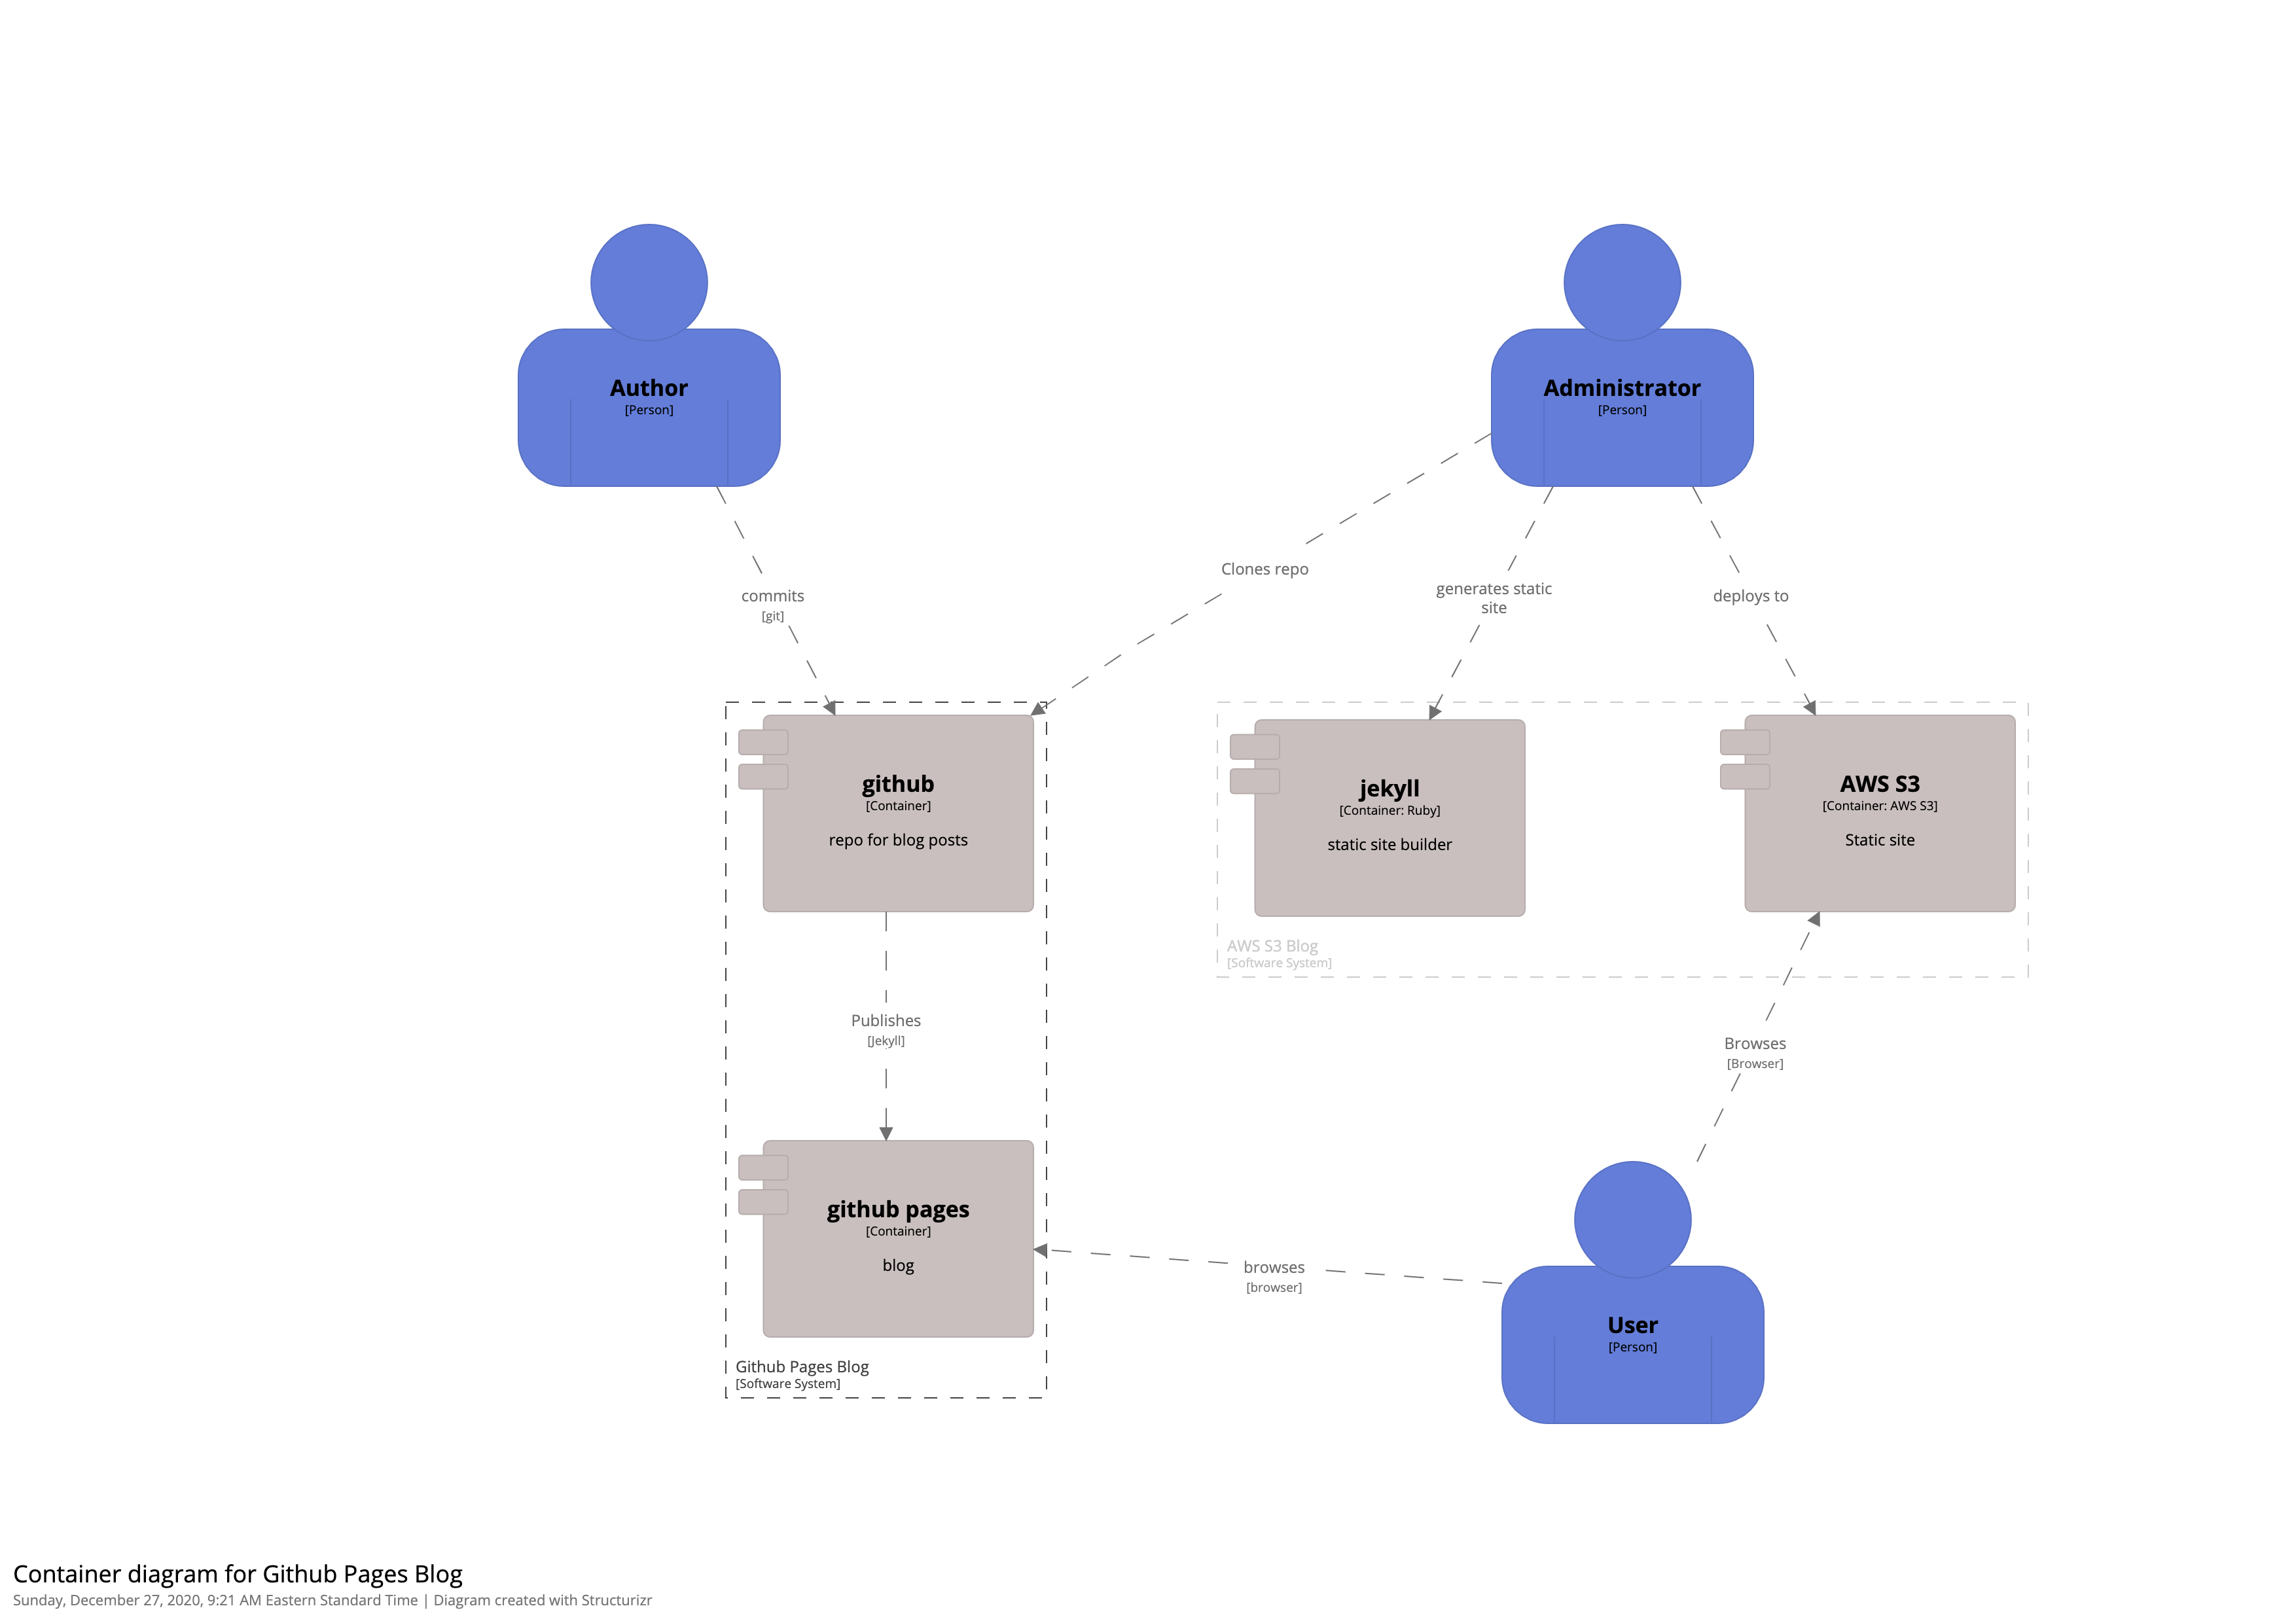 Author
[Person]
Administrator
[Person]
Clones repo
commits
[git]
generates static
site
deploys to
github
[Container]
repo for blog posts
jekyll
[Container: Ruby]
static site builder
AWS S3
[Container: AWS S3]
Static site
AWS S3 Blog
[Software System]
Publishes
[Jekyll]
Browses
[Browser]
github pages
[Container]
blog
browses
[browser]
User
[Person]
Github Pages Blog
[Software System]
Container diagram for Github Pages Blog
Sunday, December 27, 2020, 9:21 AM Eastern Standard Time | Diagram created with Structurizr